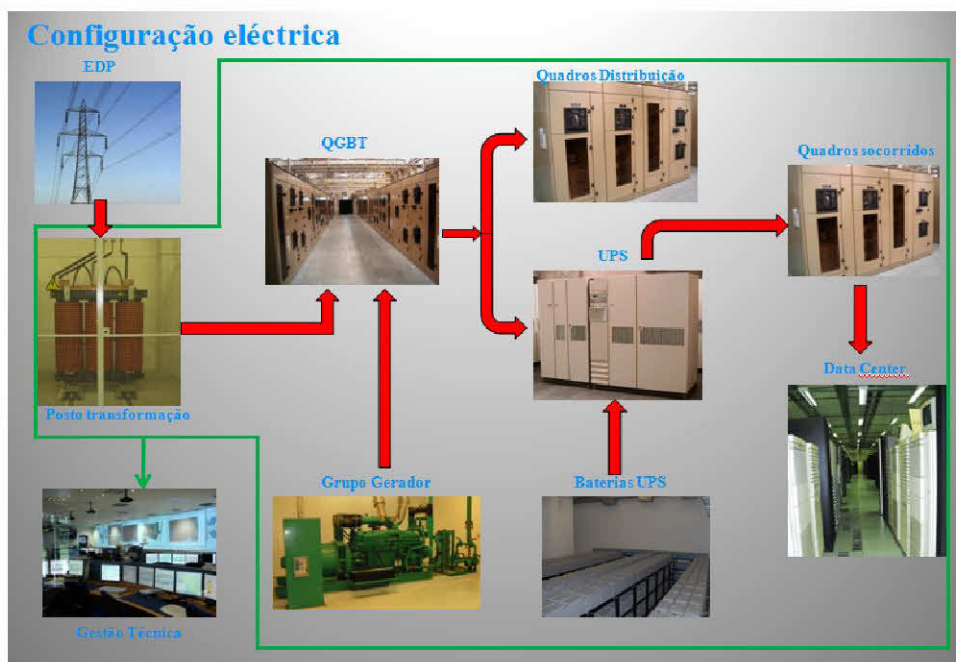 Configuração eléctrica
EDP
Quadros Distribuição
QGBT
Quadros socorridos
UPS
Data Center
Posto transformação
Grupo Gerador
Baterias UPS
Gestão Técnica